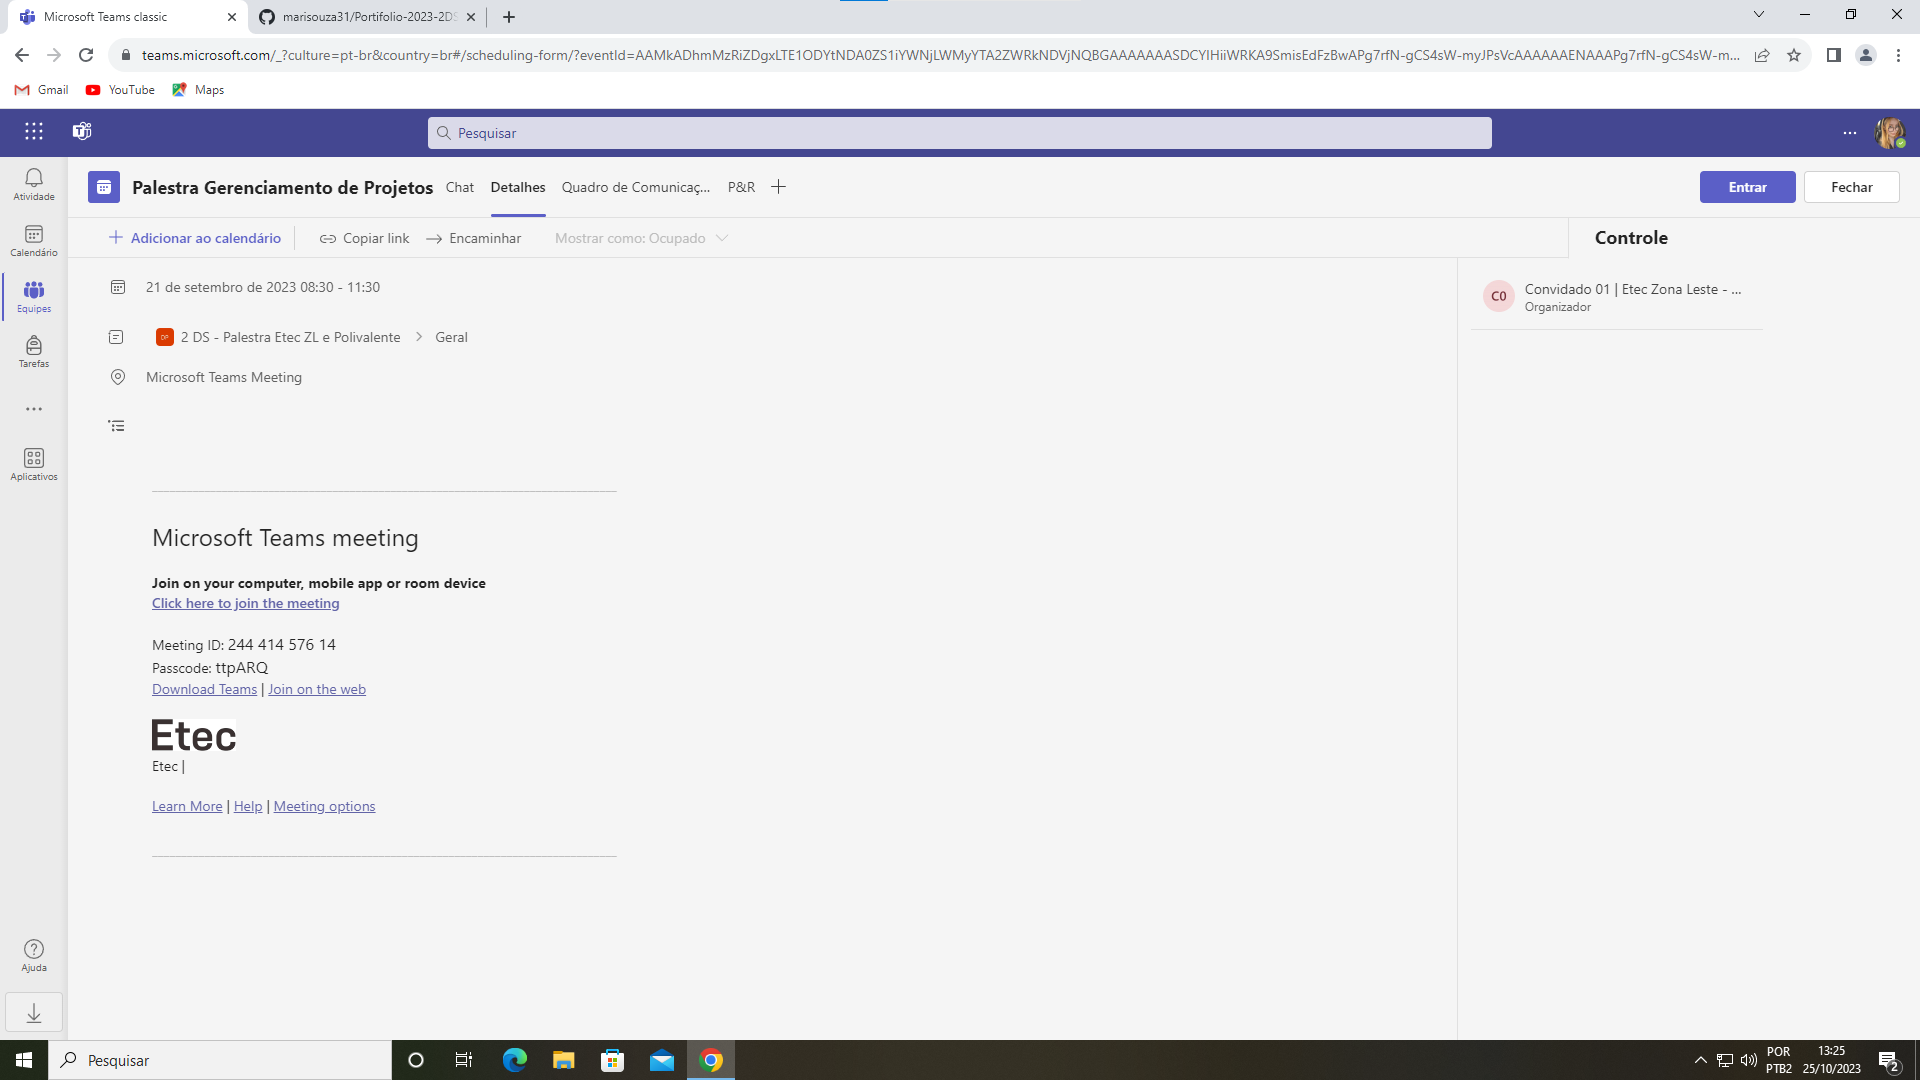 Microsoft Teams classic
marisouza31/Portifolio-2023-2DS
teams.microsoft.com/_?culture=pt-br&country=br#/scheduling-form/?eventId=AAMkADhmMzRiZDgxLTE1ODYtNDA0ZS1iYWNjLWMyYTA2ZWRkNDVjNQBGAAAAAAASDCYIHiiWRKA9SmisEdFzBwAPg7rfN-gCS4sW-myJPsVcAAAAAAENAAAPg7rfN-gCS4sW-m...
Gmail
YouTube
Maps
Pesquisar
Atividade
Calendário
Equipes
Tarefas
Aplicativos
Ajuda
Palestra Gerenciamento de Projetos
Chat
Detalhes
Quadro de Comunicaç...
P&R
Entrar
Fechar
Adicionar ao calendário
Copiar link
Encaminhar
Mostrar como: Ocupado
Controle
21 de setembro de 2023 08:30 - 11:30
DP
2 DS - Palestra Etec ZL e Polivalente > Geral
Microsoft Teams Meeting
C0
Convidado 01 | Etec Zona Leste - ...
Organizador
Microsoft Teams meeting
Join on your computer, mobile app or room device
Click here to join the meeting
Meeting ID: 244 414 576 14
Passcode: ttpARQ
Download Teams | Join on the web
Etec
Etec |
Learn More | Help | Meeting options
Pesquisar
POR
PTB2
13:25
25/10/2023
2